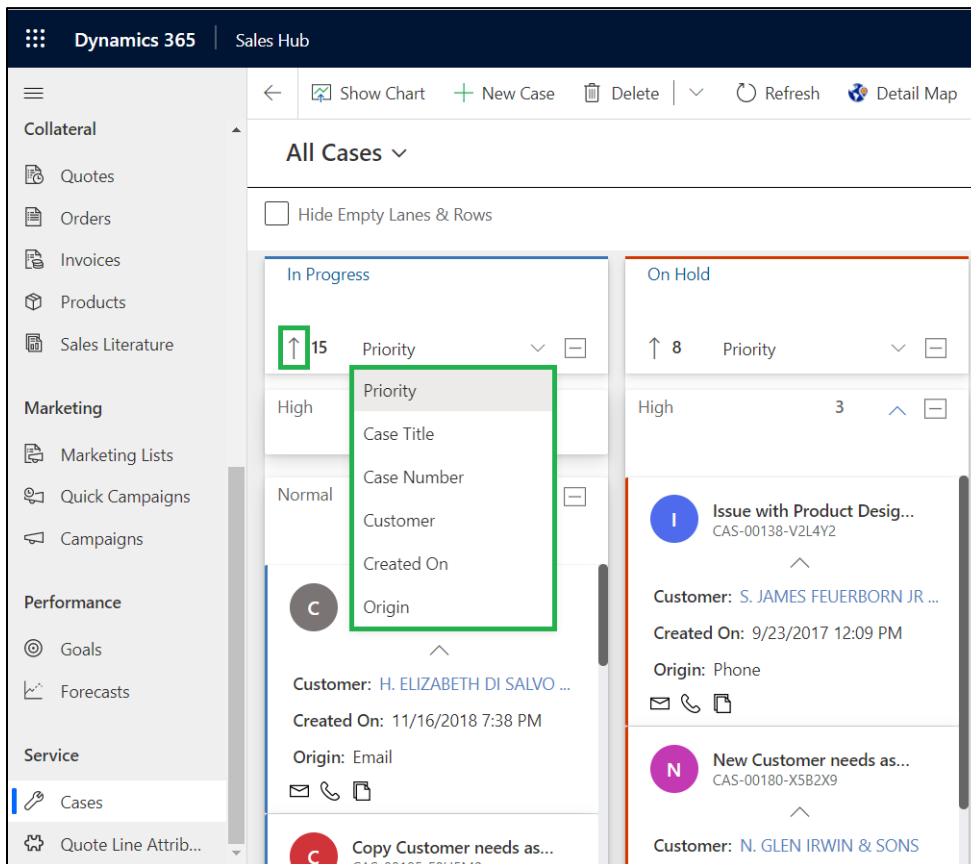 Dynamics 365
Sales Hub
Show Chart
New Case
Delete
Refresh
Detail Map
Collateral
Quotes
Orders
Invoices
Products
Sales Literature
Marketing
Marketing Lists
Quick Campaigns
Campaigns
Performance
Goals
Forecasts
Service
Cases
Quote Line Attrib...
All Cases
Hide Empty Lanes & Rows
In Progress
15
Priority
Priority
Case Title
Case Number
Customer
Created On
Origin
High
Normal
C
Customer: H. ELIZABETH DI SALVO ...
Created On: 11/16/2018 7:38 PM
Origin: Email
C
Copy Customer needs as...
On Hold
8
Priority
High
3
I
Issue with Product Desig...
CAS-00138-V2L4Y2
Customer: S. JAMES FEUERBORN JR ...
Created On: 9/23/2017 12:09 PM
Origin: Phone
N
New Customer needs as...
CAS-00180-X5B2X9
Customer: N. GLEN IRWIN & SONS